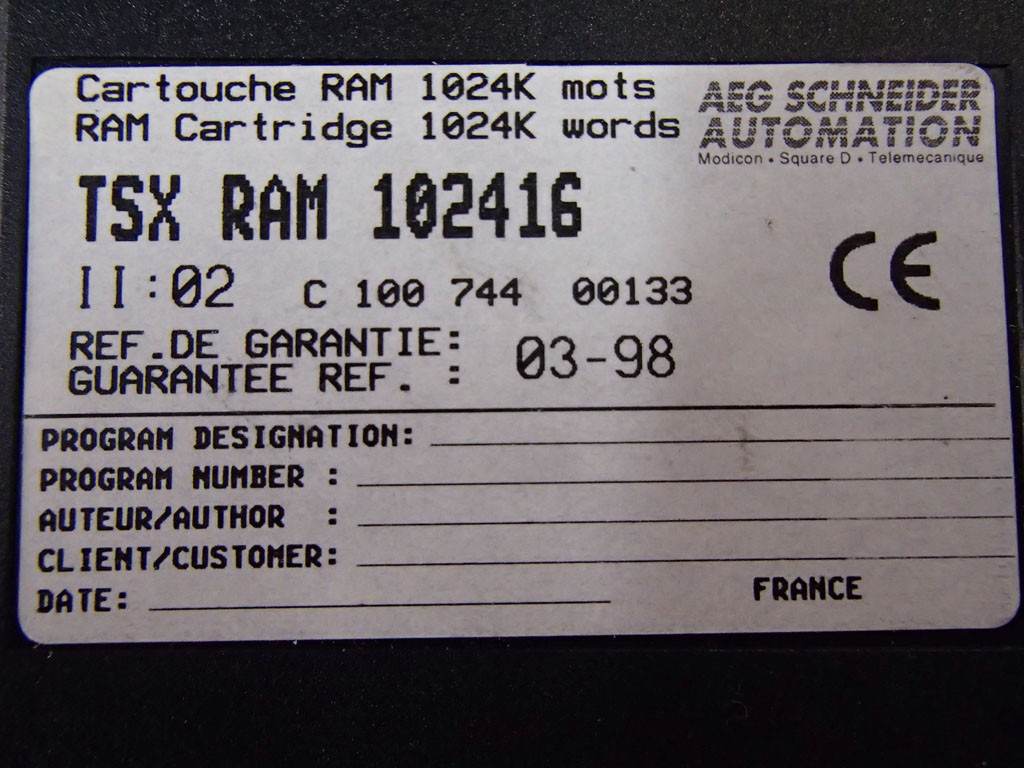 Cartouche RAM 1024K mots
RAM Cartridge 1024K words
AEG SCHNEIDER
AUTOMATION
Modicon • Square D • Telemecanique
TSX RAM 102416
CE
II:02 C 100 744 00133
REF.DE GARANTIE:
GUARANTEE REF. :
03-98
PROGRAM DESIGNATION:
PROGRAM NUMBER :
AUTEUR/AUTHOR :
CLIENT/CUSTOMER:
DATE:
FRANCE